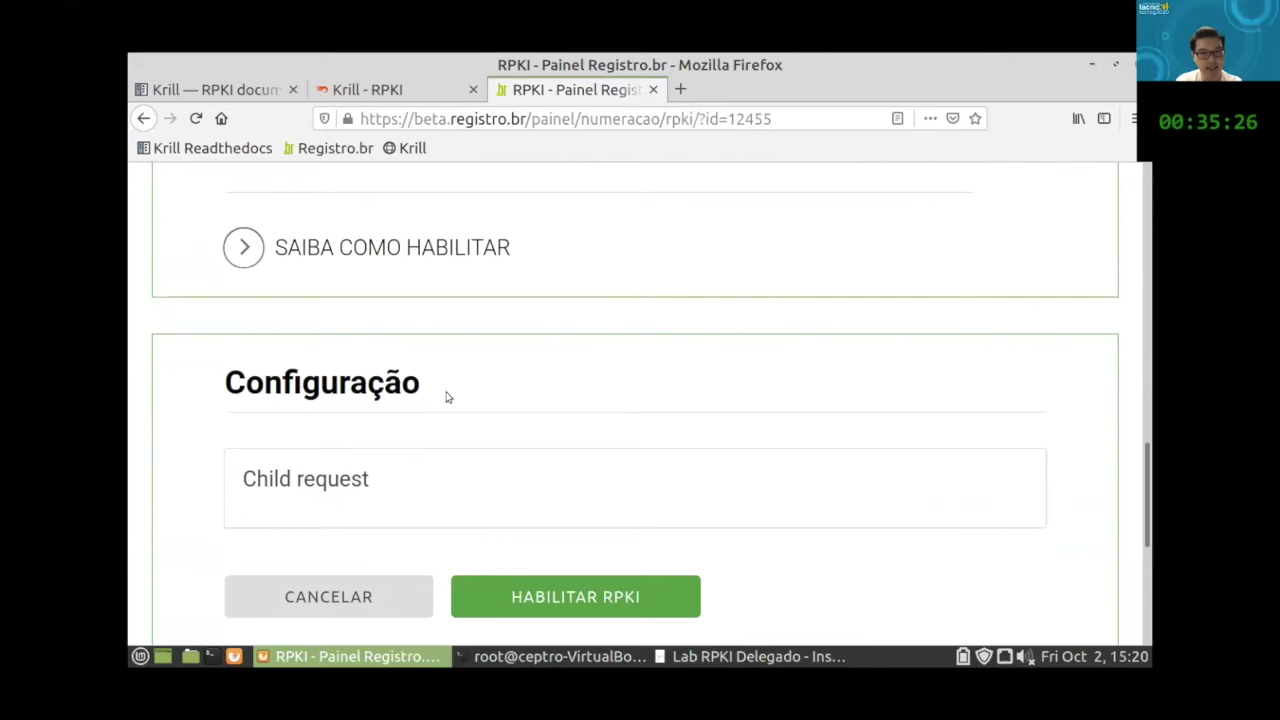 lacnic
RPKI - Painel Registro.br - Mozilla Firefox
Krill — RPKI docum
Krill - RPKI
RPKI - Painel Regist
https://beta.registro.br/painel/numeracao/rpki/?id=12455
00:35:26
Krill Readthedocs
Registro.br
Krill
SAIBA COMO HABILITAR
Configuração
Child request
CANCELAR
HABILITAR RPKI
RPKI - Painel Registro....
root@ceptro-VirtualBo...
Lab RPKI Delegado - Ins...
Fri Oct 2, 15:20